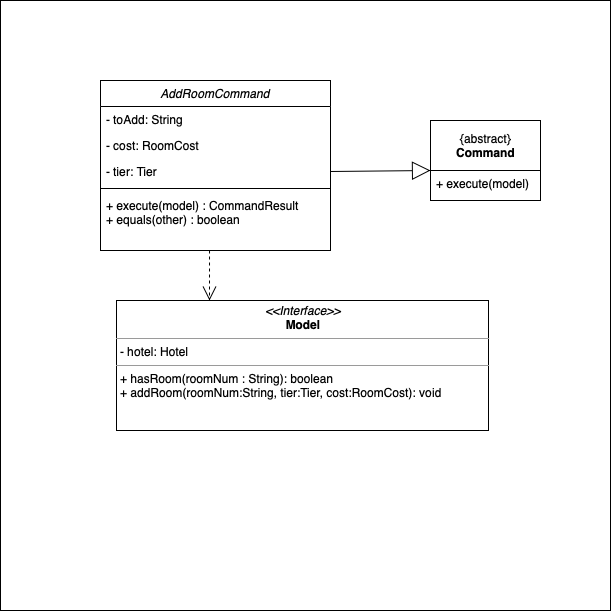 AddRoomCommand
- toAdd: String
- cost: RoomCost
- tier: Tier
+ execute(model) : CommandResult
+ equals(other) : boolean
{abstract}
Command
+ execute(model)
<<Interface>>
Model
- hotel: Hotel
+ hasRoom(roomNum : String): boolean
+ addRoom(roomNum:String, tier:Tier, cost:RoomCost): void